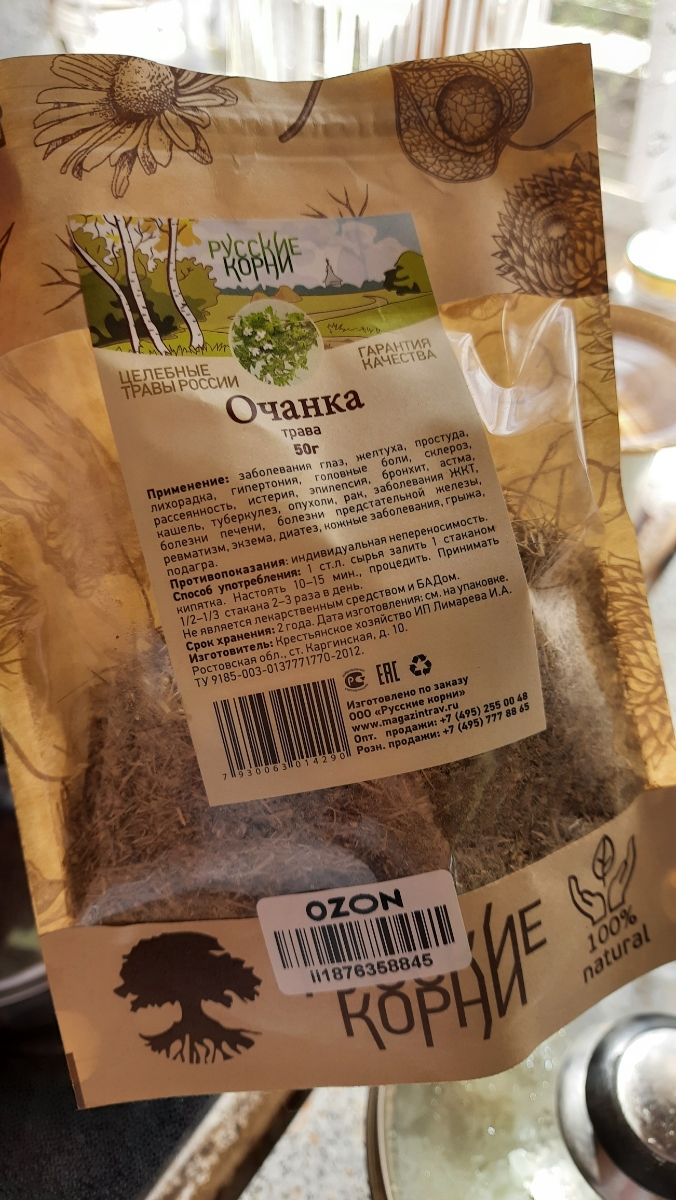 РУССКИЕ
КОРНИ
ЦЕЛЕБНЫЕ
ТРАВЫ РОССИИ
ГАРАНТИЯ
КАЧЕСТВА
Очанка
трава
50г
Применение: заболевания глаз, желтуха, простуда,
лихорадка, гипертония, головные боли, склероз,
рассеянность, истерия, эпилепсия, бронхит, астма,
кашель, туберкулез, опухоли, рак, заболевания ЖКТ,
болезни печени, болезни предстательной железы,
ревматизм, экзема, диатез, кожные заболевания, грыжа,
подагра.
Противопоказания: индивидуальная непереносимость.
Способ употребления: 1 ст.л. сырья залить 1 стаканом
кипятка. Настоять 10–15 мин., процедить. Принимать
1/2–1/3 стакана 2–3 раза в день.
Не является лекарственным средством и БАДом.
Срок хранения: 2 года. Дата изготовления: см. на упаковке.
Изготовитель: Крестьянское хозяйство ИП Лимарева И.А.
Ростовская обл., ст. Каргинская, д. 10.
ТУ 9185-003-0137771770-2012.
ЕАС
Изготовлено по заказу
ООО «Русские корни»
www.magazintrav.ru
Опт. продажи: +7 (495) 255 00 48
Розн. продажи: +7 (495) 777 88 65
7 930063 014290
OZON
ii1876358845
КОРНИ
100%
natural